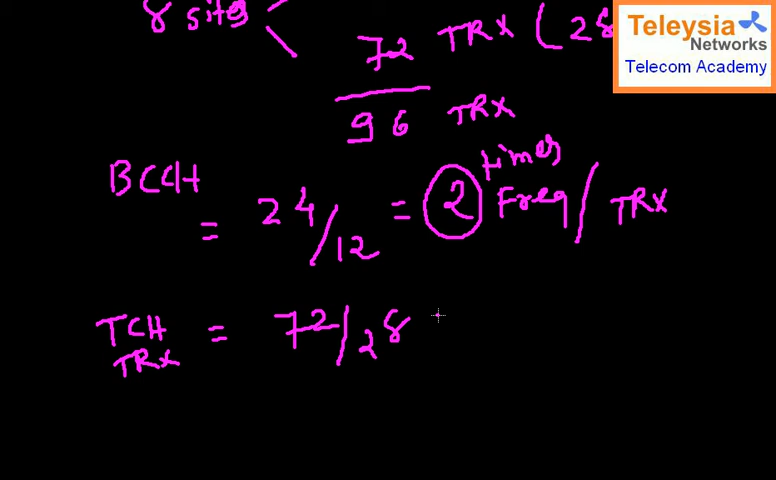 8 sites
72 TRX (28
96 TRX
Teleysia
Networks
Telecom Academy
BCCH
= 24/12 = 2 times Freq/TRX
TCH TRX = 72/28